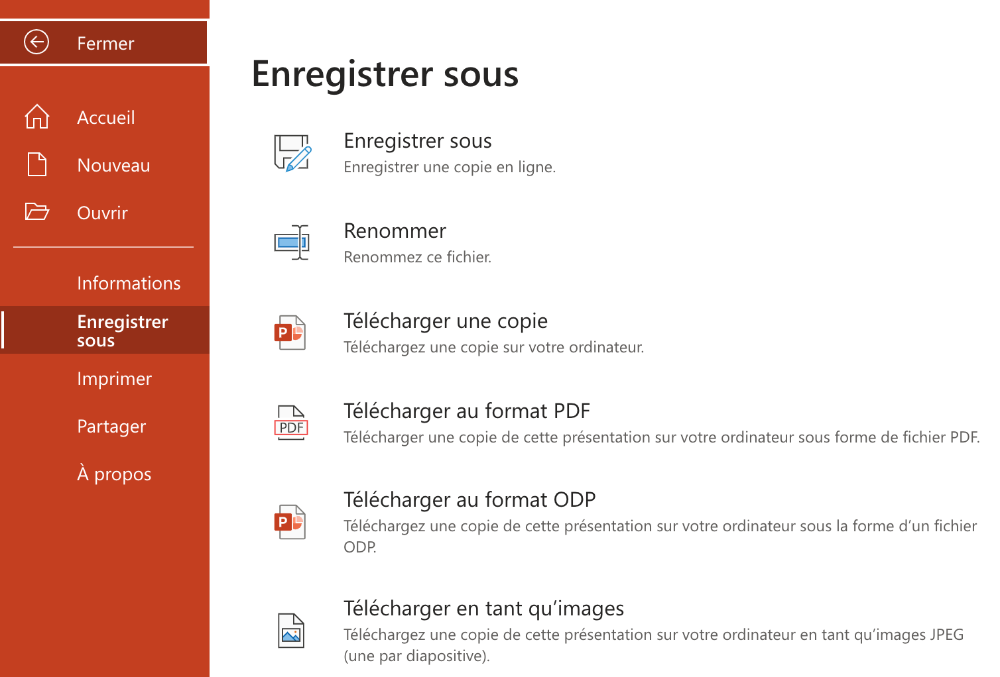 Fermer
Accueil
Nouveau
Ouvrir
Informations
Enregistrer
sous
Imprimer
Partager
À propos
Enregistrer sous
Enregistrer sous
Enregistrer une copie en ligne.
Renommer
Renommez ce fichier.
P
Télécharger une copie
Téléchargez une copie sur votre ordinateur.
PDF
Télécharger au format PDF
Télécharger une copie de cette présentation sur votre ordinateur sous forme de fichier PDF.
P
Télécharger au format ODP
Téléchargez une copie de cette présentation sur votre ordinateur sous la forme d’un fichier
ODP.
Télécharger en tant qu’images
Téléchargez une copie de cette présentation sur votre ordinateur en tant qu’images JPEG
(une par diapositive).